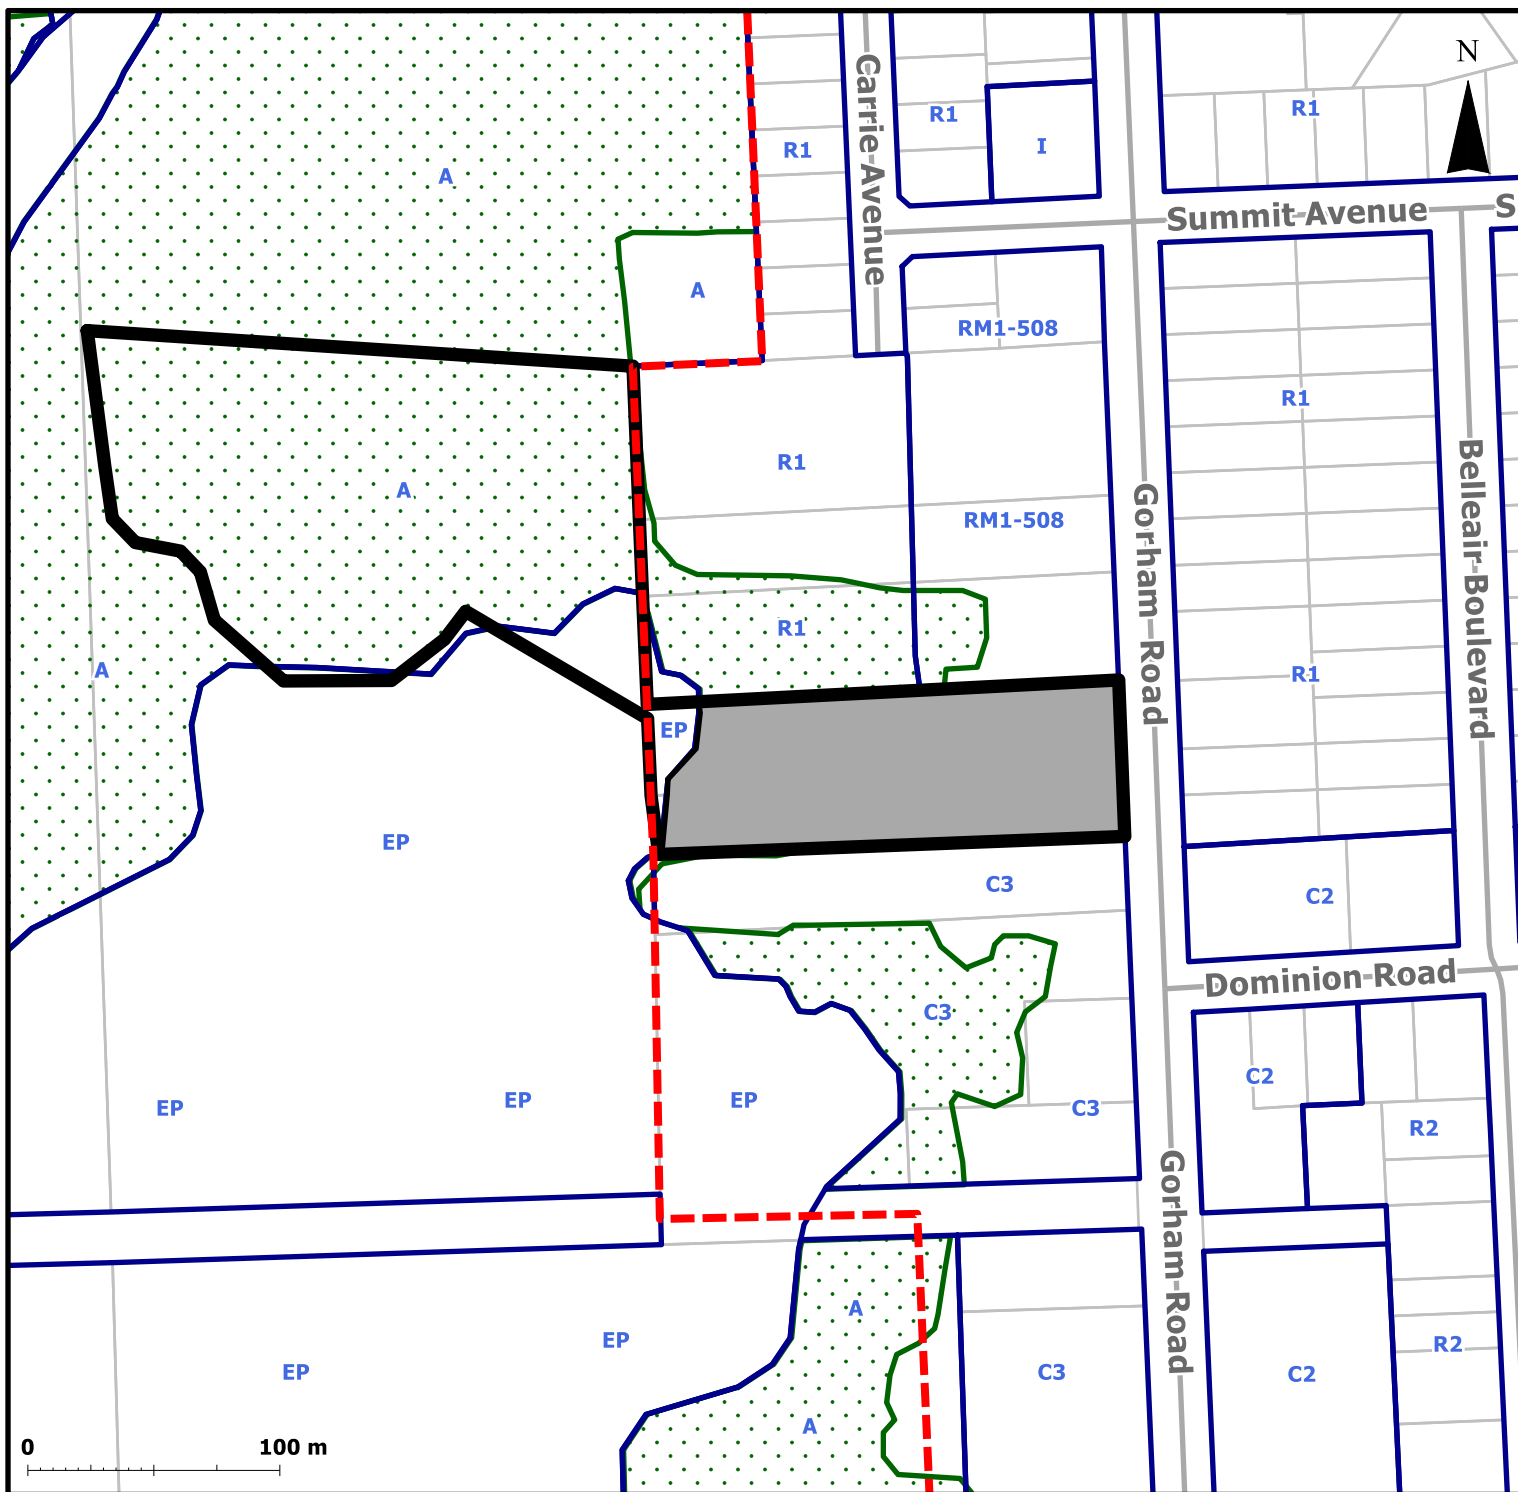 N
R1
R1
I
R1
Garrie Avenue
A
Summit Avenue
S
A
RM1-508
R1
R1
A
RM1-508
Gorham Road
Belleair Boulevard
R1
A
R1
EP
EP
C3
C2
Dominion Road
C3
C2
EP
EP
EP
C3
R2
Gorham Road
A
EP
EP
C3
C2
R2
A
0 100 m